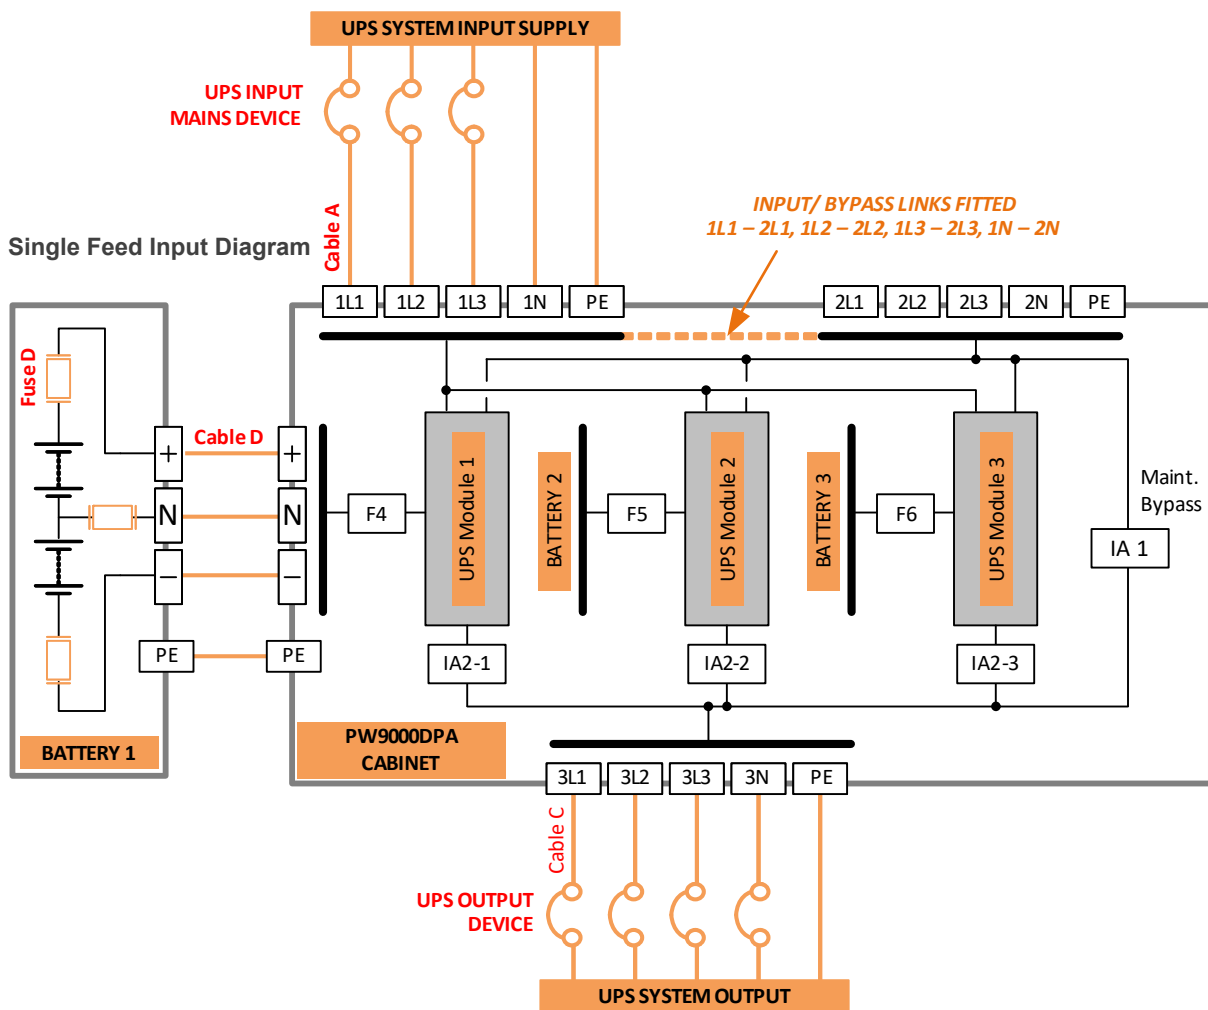 UPS SYSTEM INPUT SUPPLY
UPS INPUT
MAINS DEVICE
Cable A
INPUT/ BYPASS LINKS FITTED
1L1 – 2L1, 1L2 – 2L2, 1L3 – 2L3, 1N – 2N
Single Feed Input Diagram
1L1 1L2 1L3 1N PE 2L1 2L2 2L3 2N PE
Fuse D
Cable D
+ +
N N
– –
PE PE
F4
UPS Module 1
BATTERY 2
F5
UPS Module 2
BATTERY 3
F6
UPS Module 3
Maint.
Bypass
IA 1
IA2-1 IA2-2 IA2-3
BATTERY 1
PW9000DPA
CABINET
3L1 3L2 3L3 3N PE
Cable C
UPS OUTPUT
DEVICE
UPS SYSTEM OUTPUT